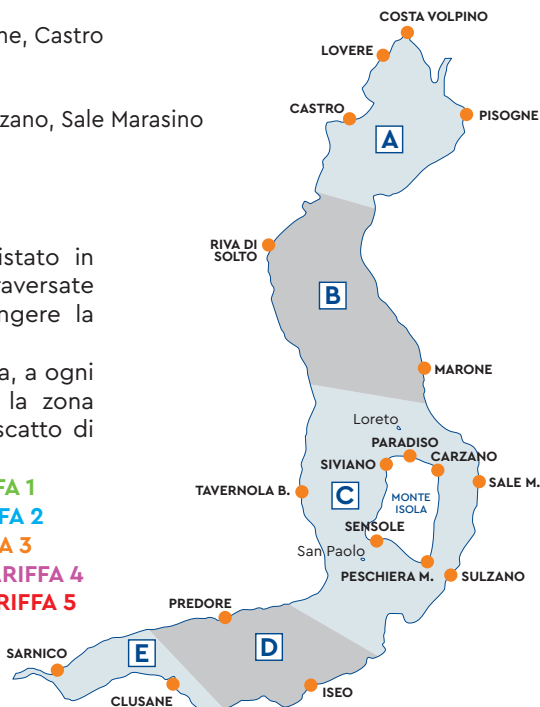 ne, Castro
zano, Sale Marasino
istato in
raversate
ngere la
a, a ogni
la zona
scatto di
FA 1
FA 2
A 3
ARIFFA 4
RIFFA 5
COSTA VOLPINO
LOVERE
CASTRO
PISOGNE
A
RIVA DI
SOLTO
B
MARONE
Loreto
PARADISO
CARZANO
SIVIANO
C
TAVERNOLA B.
SALE M.
MONTE
ISOLA
SENSOLE
San Paolo
PESCHIERA M.
SULZANO
PREDORE
SARNICO
E
D
ISEO
CLUSANE